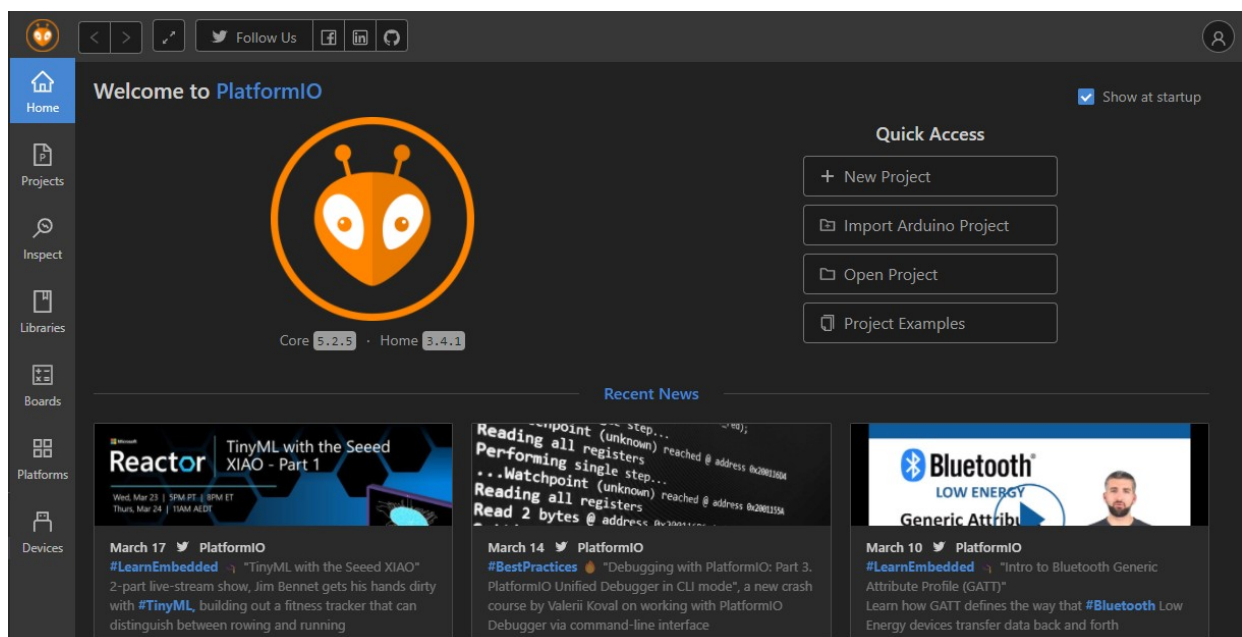 Follow Us
Home
Projects
Inspect
Libraries
Boards
Platforms
Devices
Welcome to PlatformIO
Show at startup
Core 5.2.5 · Home 3.4.1
Quick Access
New Project
Import Arduino Project
Open Project
Project Examples
Recent News
Microsoft
Reactor
TinyML with the Seeed
XIAO - Part 1
Wed, Mar 23 | 5PM PT | 8PM ET
Thurs, Mar 24 | 11AM AEDT
March 17 PlatformIO
#LearnEmbedded "TinyML with the Seeed XIAO"
2-part live-stream show, Jim Bennet gets his hands dirty
with #TinyML, building out a fitness tracker that can
distinguish between rowing and running
Reading all registers
Performing single step...
...Watchpoint (unknown) reached @ address
Reading all registers
Read 2 bytes @ address
March 14 PlatformIO
#BestPractices "Debugging with PlatformIO: Part 3.
PlatformIO Unified Debugger in CLI mode", a new crash
course by Valerii Koval on working with PlatformIO
Debugger via command-line interface
Bluetooth®
LOW ENERGY
Generic Attribu
March 10 PlatformIO
#LearnEmbedded "Intro to Bluetooth Generic
Attribute Profile (GATT)"
Learn how GATT defines the way that #Bluetooth Low
Energy devices transfer data back and forth